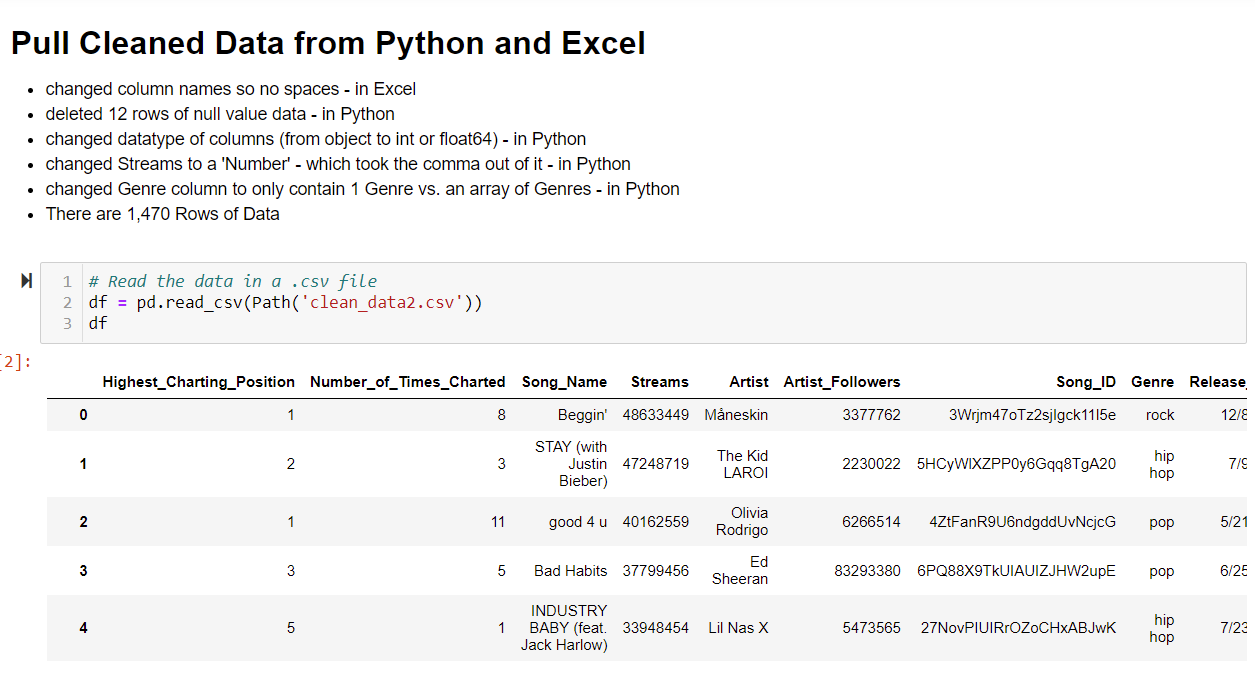 Pull Cleaned Data from Python and Excel
• changed column names so no spaces - in Excel
• deleted 12 rows of null value data - in Python
• changed datatype of columns (from object to int or float64) - in Python
• changed Streams to a 'Number' - which took the comma out of it - in Python
• changed Genre column to only contain 1 Genre vs. an array of Genres - in Python
• There are 1,470 Rows of Data
1 # Read the data in a .csv file
2 df = pd.read_csv(Path('clean_data2.csv'))
3 df
[2]:
Highest_Charting_Position Number_of_Times_Charted Song_Name Streams Artist Artist_Followers Song_ID Genre Release_
0 1 8 Beggin' 48633449 Måneskin 3377762 3Wrjm47oTz2sjIgck11l5e rock 12/8
STAY (with
1 2 3 Justin 47248719 The Kid 2230022 5HCyWlXZPP0y6Gqq8TgA20 hip 7/9
Bieber) LAROI hop
2 1 11 good 4 u 40162559 Olivia 6266514 4ZtFanR9U6ndgddUvNcjcG pop 5/21
Rodrigo
3 3 5 Bad Habits 37799456 Ed 83293380 6PQ88X9TkUIAUIZJHW2upE pop 6/25
Sheeran
INDUSTRY
4 5 1 BABY (feat. 33948454 Lil Nas X 5473565 27NovPIUIRrOZoCHxABJwK hip 7/23
Jack Harlow) hop